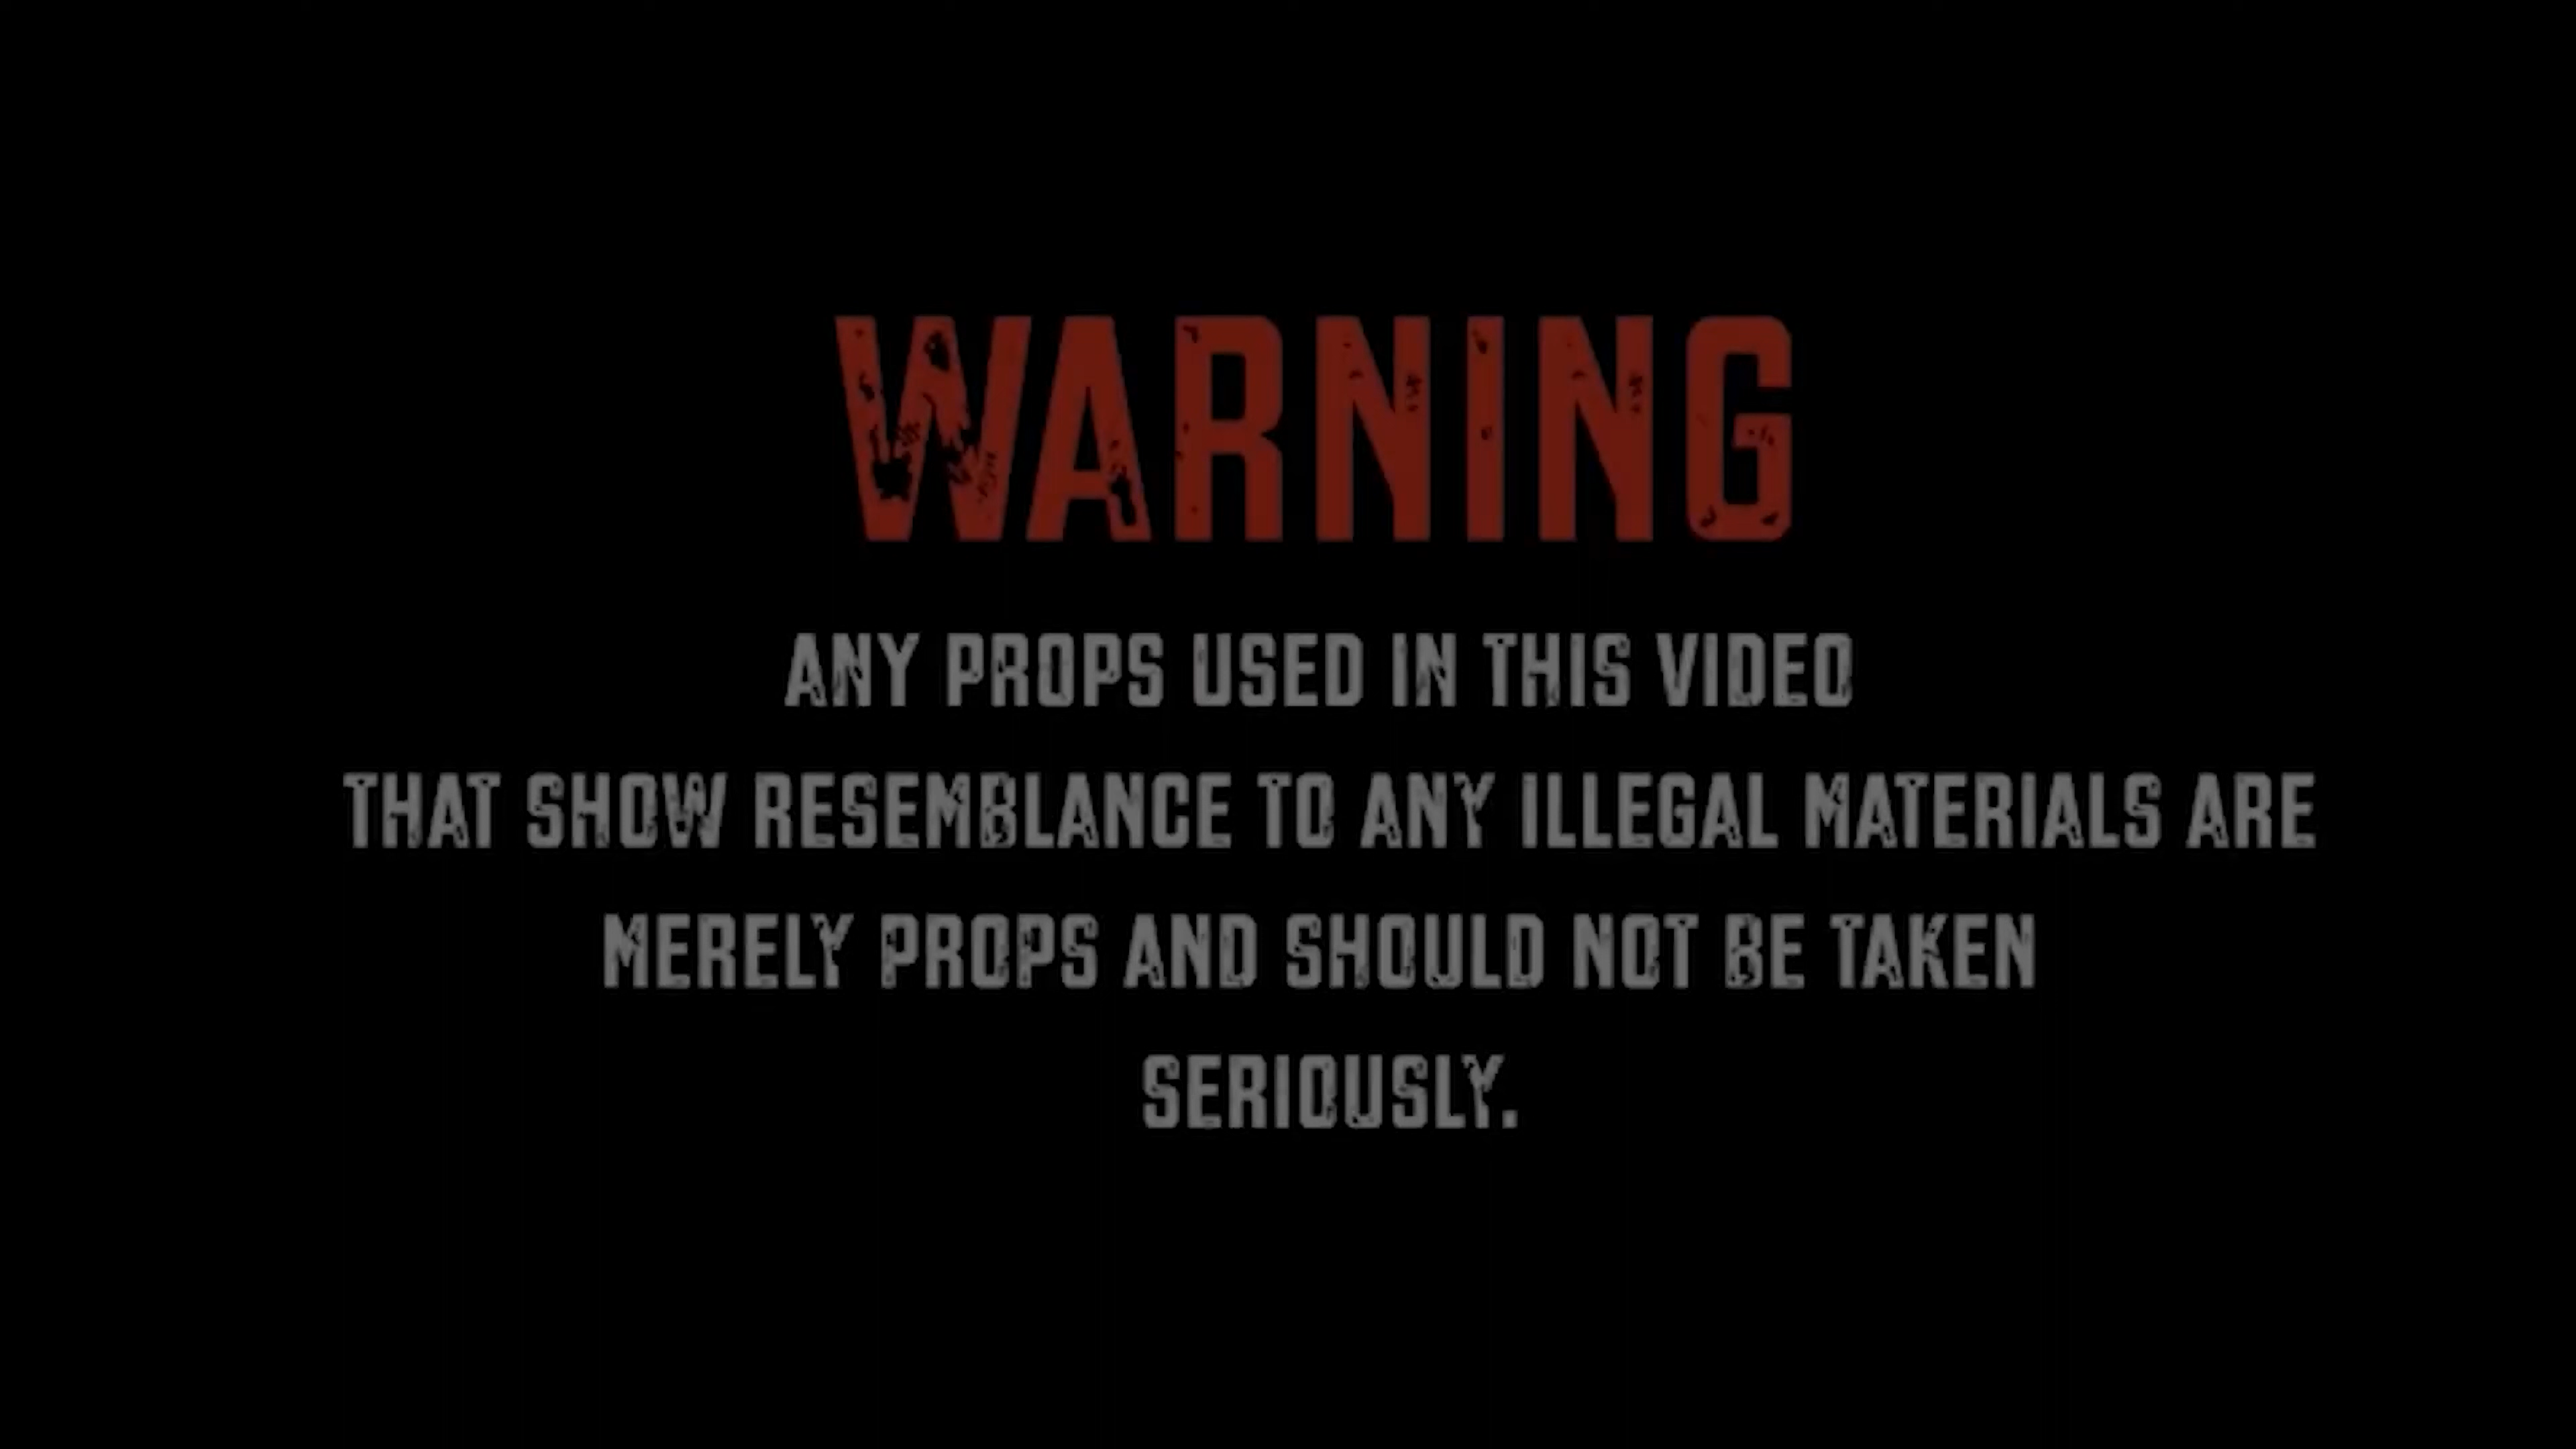 WARNING
ANY PROPS USED IN THIS VIDEO
THAT SHOW RESEMBLANCE TO ANY ILLEGAL MATERIALS ARE
MERELY PROPS AND SHOULD NOT BE TAKEN
SERIOUSLY.